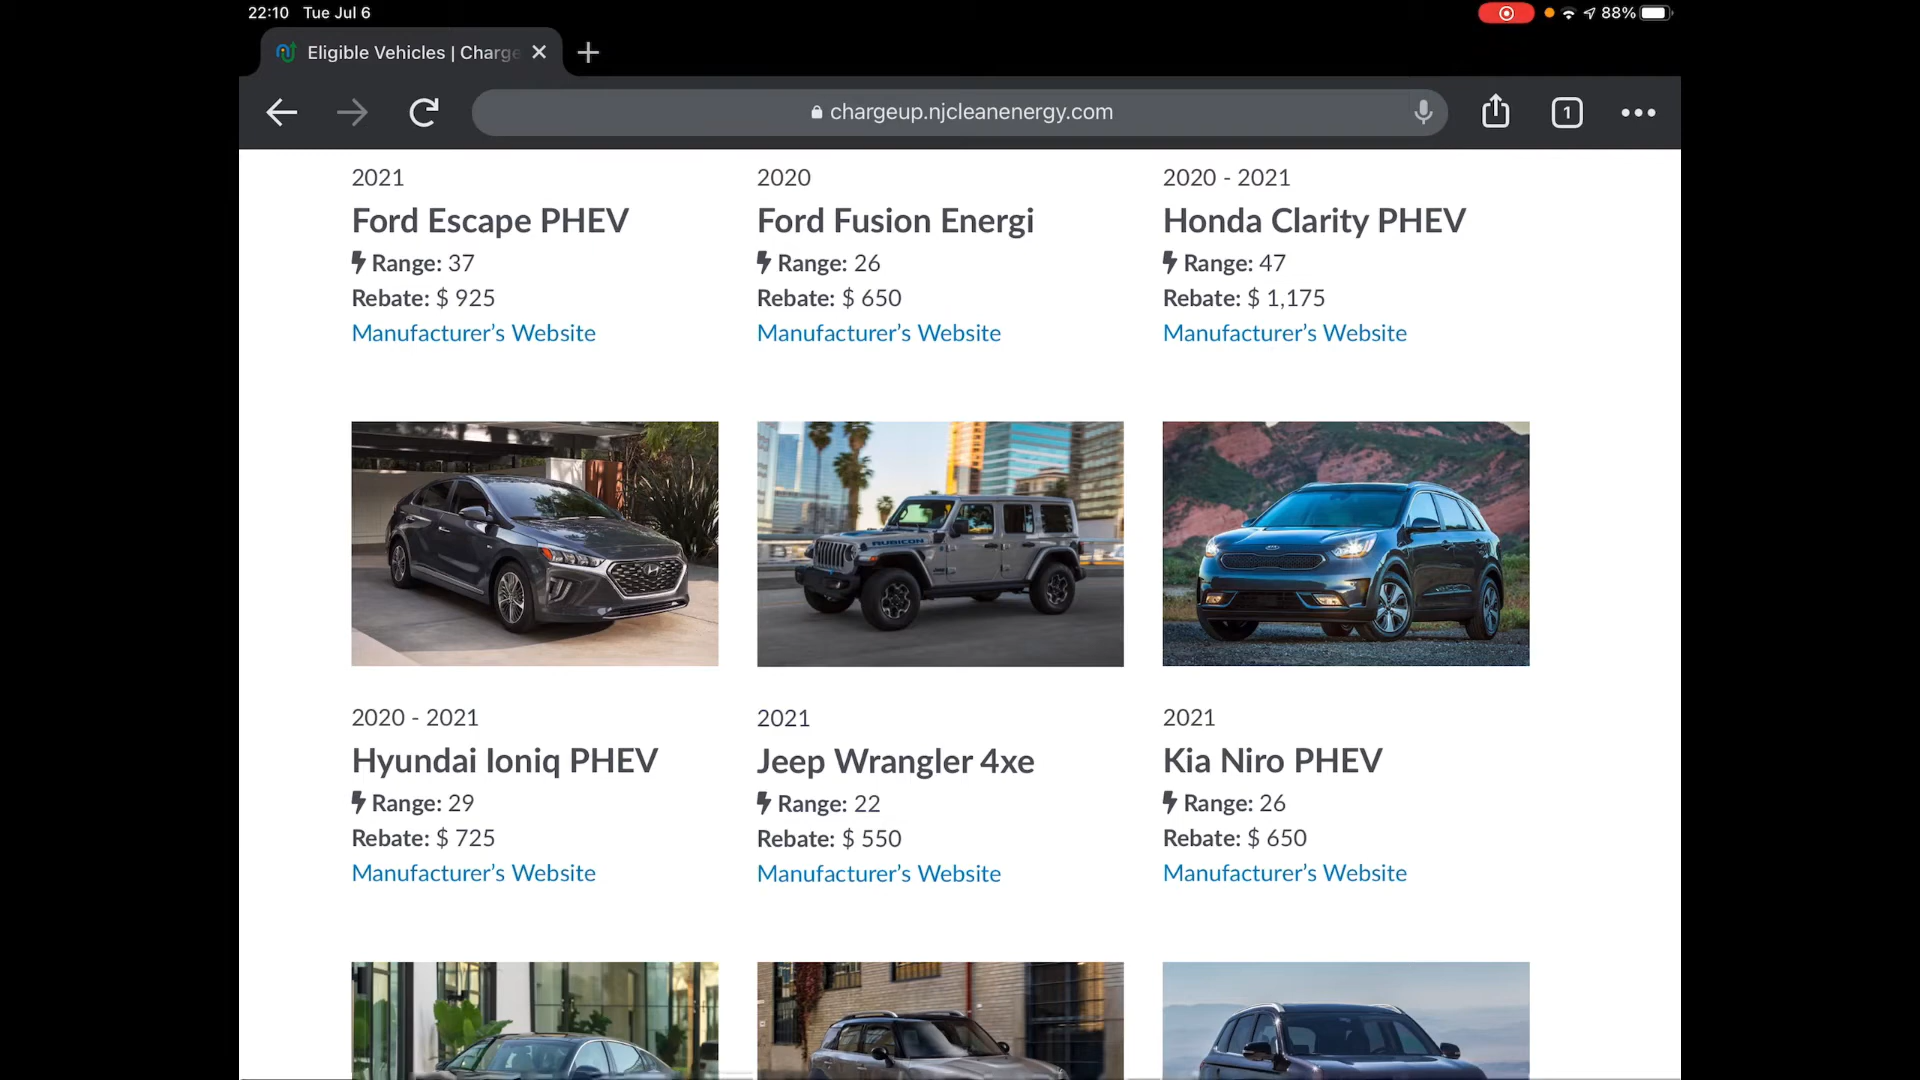 22:10 Tue Jul 6
88%
Eligible Vehicles | Charge
chargeup.njcleanenergy.com
1
2021
Ford Escape PHEV
Range: 37
Rebate: $ 925
Manufacturer's Website
2020
Ford Fusion Energi
Range: 26
Rebate: $ 650
Manufacturer's Website
2020 - 2021
Honda Clarity PHEV
Range: 47
Rebate: $ 1,175
Manufacturer's Website
RUBICON
2020 - 2021
Hyundai Ioniq PHEV
Range: 29
Rebate: $ 725
Manufacturer's Website
2021
Jeep Wrangler 4xe
Range: 22
Rebate: $ 550
Manufacturer's Website
2021
Kia Niro PHEV
Range: 26
Rebate: $ 650
Manufacturer's Website